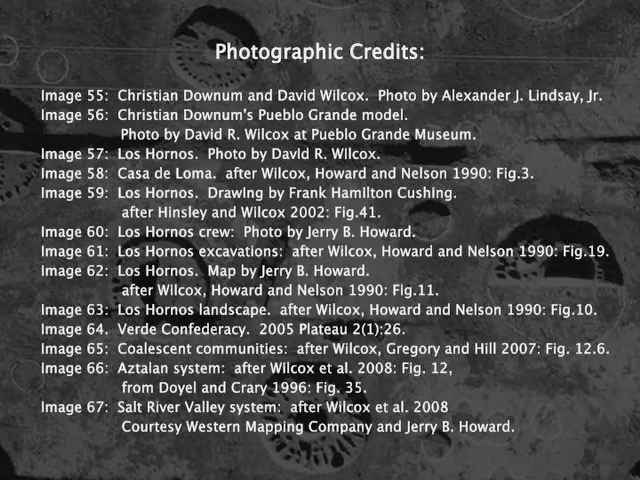 Photographic Credits:
Image 55: Christian Downum and David Wilcox. Photo by Alexander J. Lindsay, Jr.
Image 56: Christian Downum's Pueblo Grande model.
Photo by David R. Wilcox at Pueblo Grande Museum.
Image 57: Los Hornos. Photo by David R. Wilcox.
Image 58: Casa de Loma. after Wilcox, Howard and Nelson 1990: Fig.3.
Image 59: Los Hornos. Drawing by Frank Hamilton Cushing.
after Hinsley and Wilcox 2002: Fig.41.
Image 60: Los Hornos crew: Photo by Jerry B. Howard.
Image 61: Los Hornos excavations: after Wilcox, Howard and Nelson 1990: Fig.19.
Image 62: Los Hornos. Map by Jerry B. Howard.
after Wilcox, Howard and Nelson 1990: Fig.11.
Image 63: Los Hornos landscape. after Wilcox, Howard and Nelson 1990: Fig.10.
Image 64. Verde Confederacy. 2005 Plateau 2(1):26.
Image 65: Coalescent communities: after Wilcox, Gregory and Hill 2007: Fig. 12.6.
Image 66: Aztalan system: after Wilcox et al. 2008: Fig. 12,
from Doyel and Crary 1996: Fig. 35.
Image 67: Salt River Valley system: after Wilcox et al. 2008
Courtesy Western Mapping Company and Jerry B. Howard.